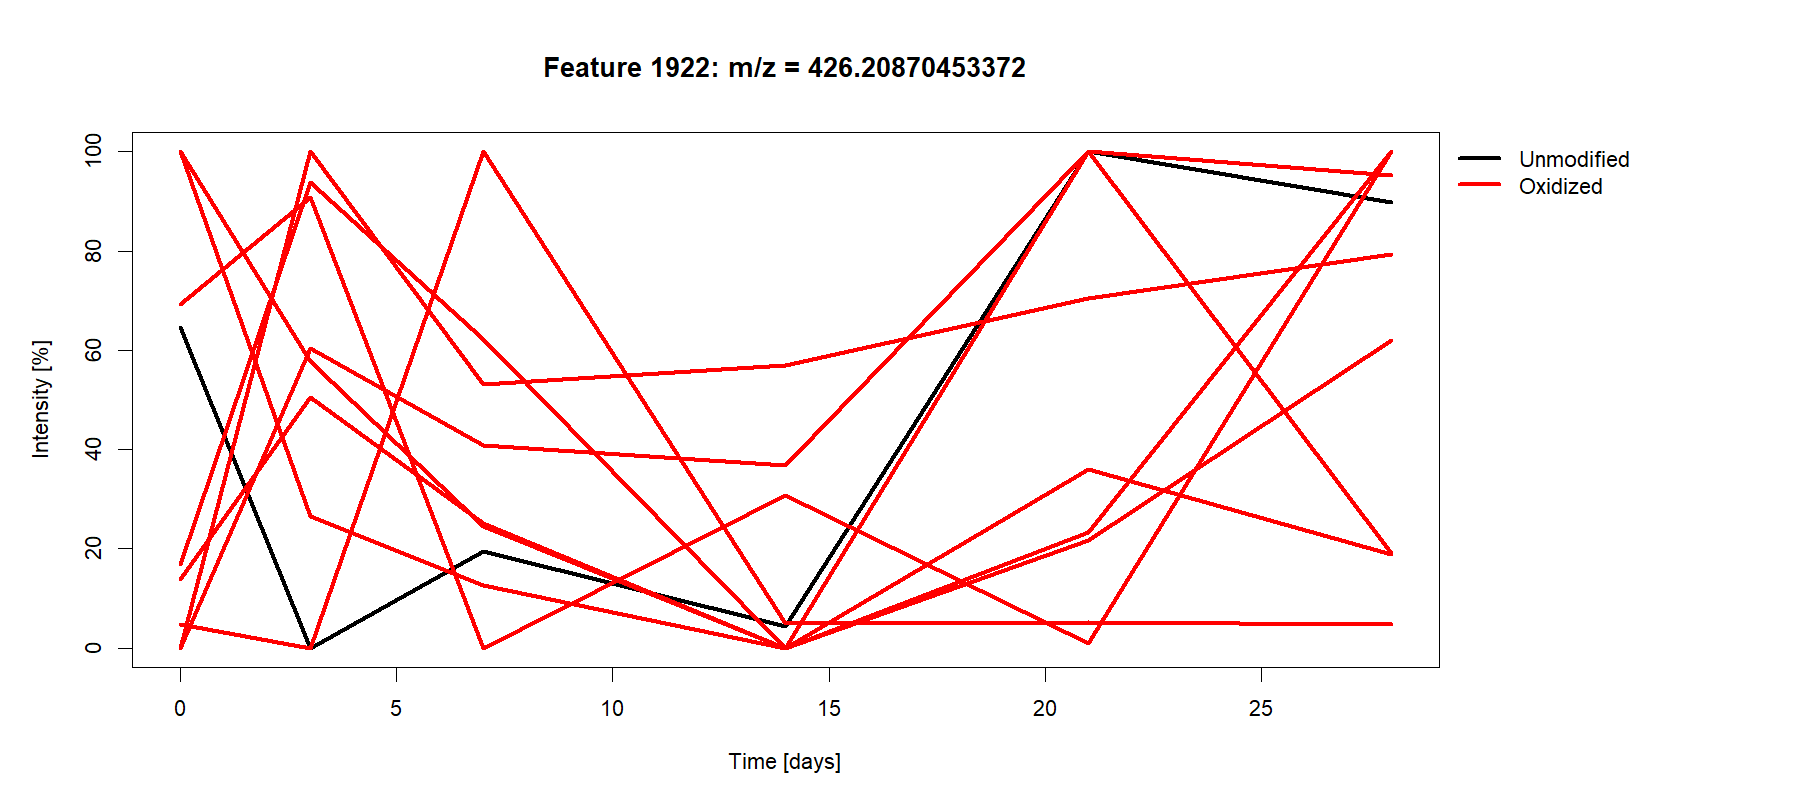 Feature 1922: m/z = 426.20870453372
Unmodified
Oxidized
Intensity [%]
100
80
60
40
20
0
0 5 10 15 20 25
Time [days]